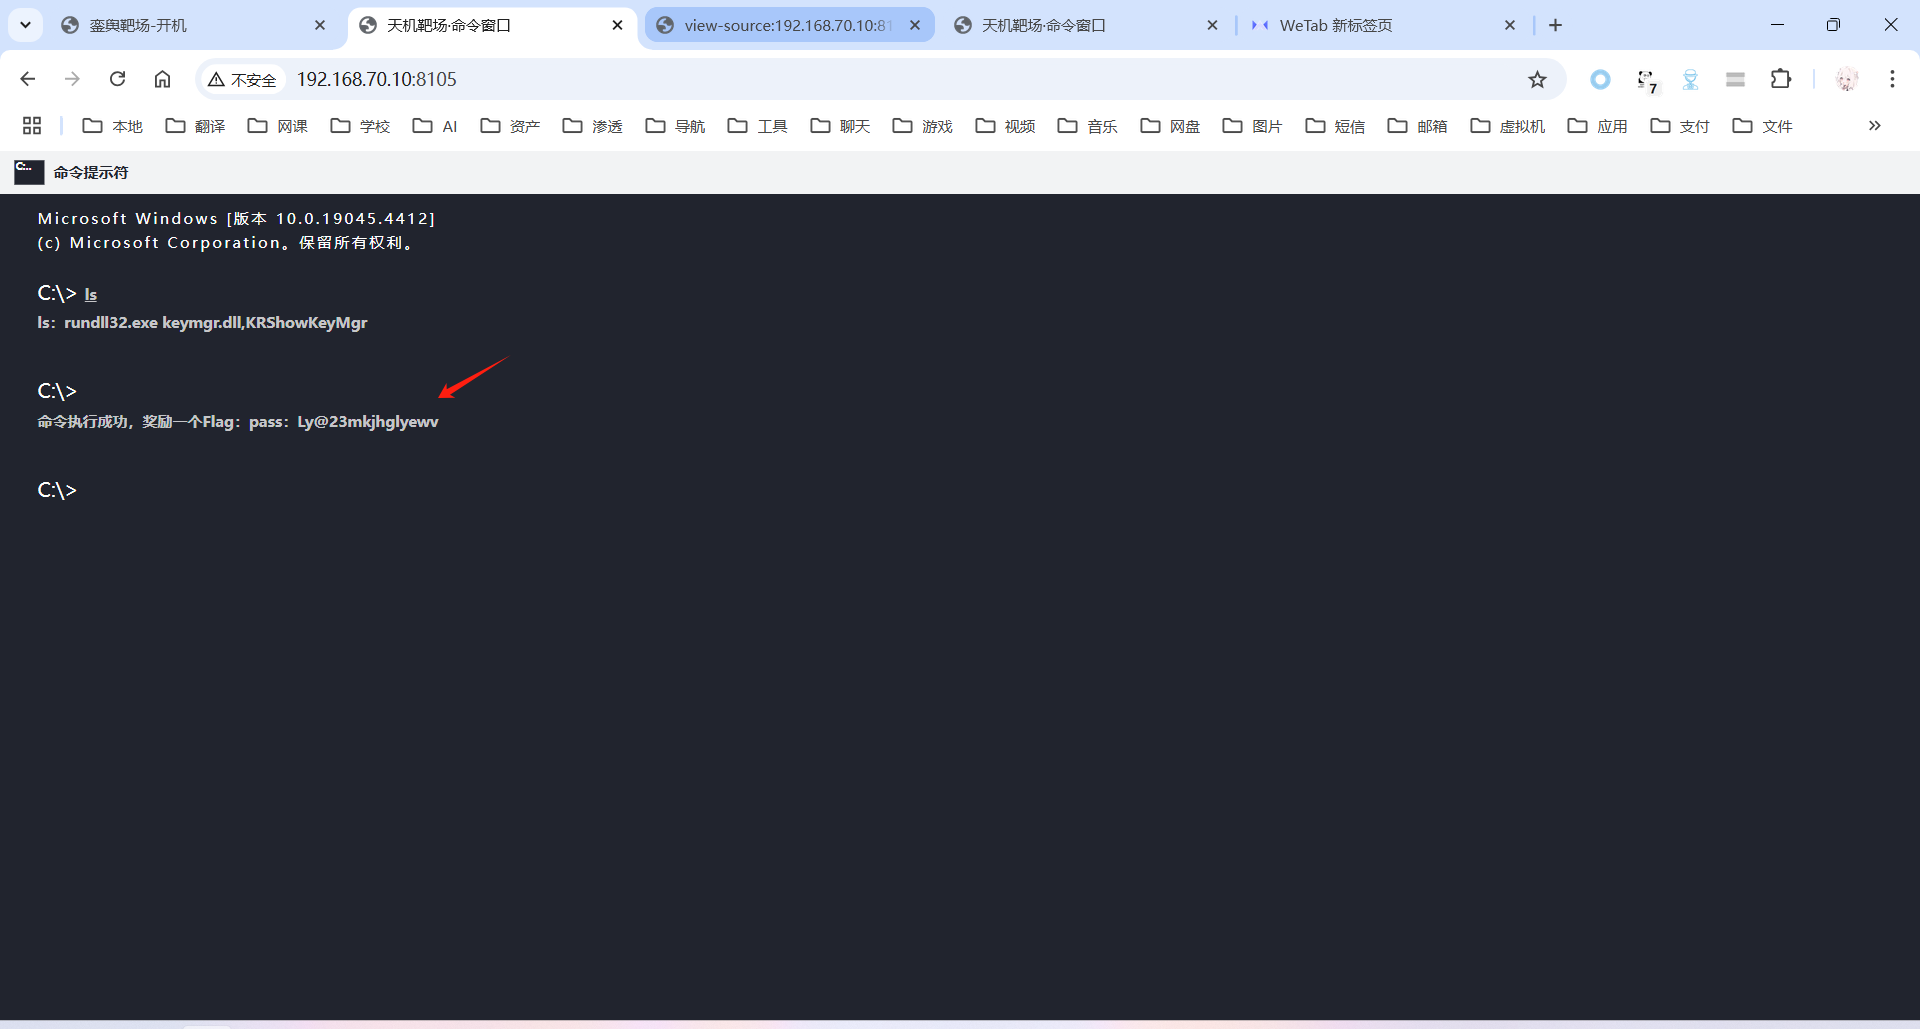 銮舆靶场-开机
天机靶场·命令窗口
view-source:192.168.70.10:81
天机靶场·命令窗口
WeTab 新标签页
不安全
192.168.70.10:8105
7
本地
翻译
网课
学校
AI
资产
渗透
导航
工具
聊天
游戏
视频
音乐
网盘
图片
短信
邮箱
虚拟机
应用
支付
文件
C:...
命令提示符
Microsoft Windows [版本 10.0.19045.4412]
(c) Microsoft Corporation。保留所有权利。
C:\> ls
ls：rundll32.exe keymgr.dll,KRShowKeyMgr
C:\>
命令执行成功，奖励一个Flag：pass：Ly@23mkjhglyewv
C:\>